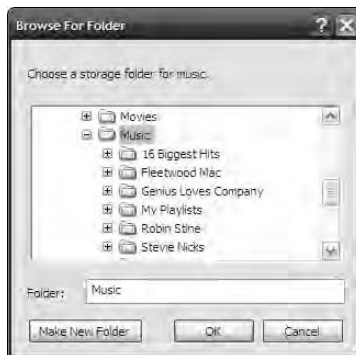 Browse For Folder
Choose a storage folder for music.
Movies
Music
16 Biggest Hits
Fleetwood Mac
Genius Loves Company
My Playlists
Robin Stine
Stevie Nicks
Folder: Music
Make New Folder OK Cancel